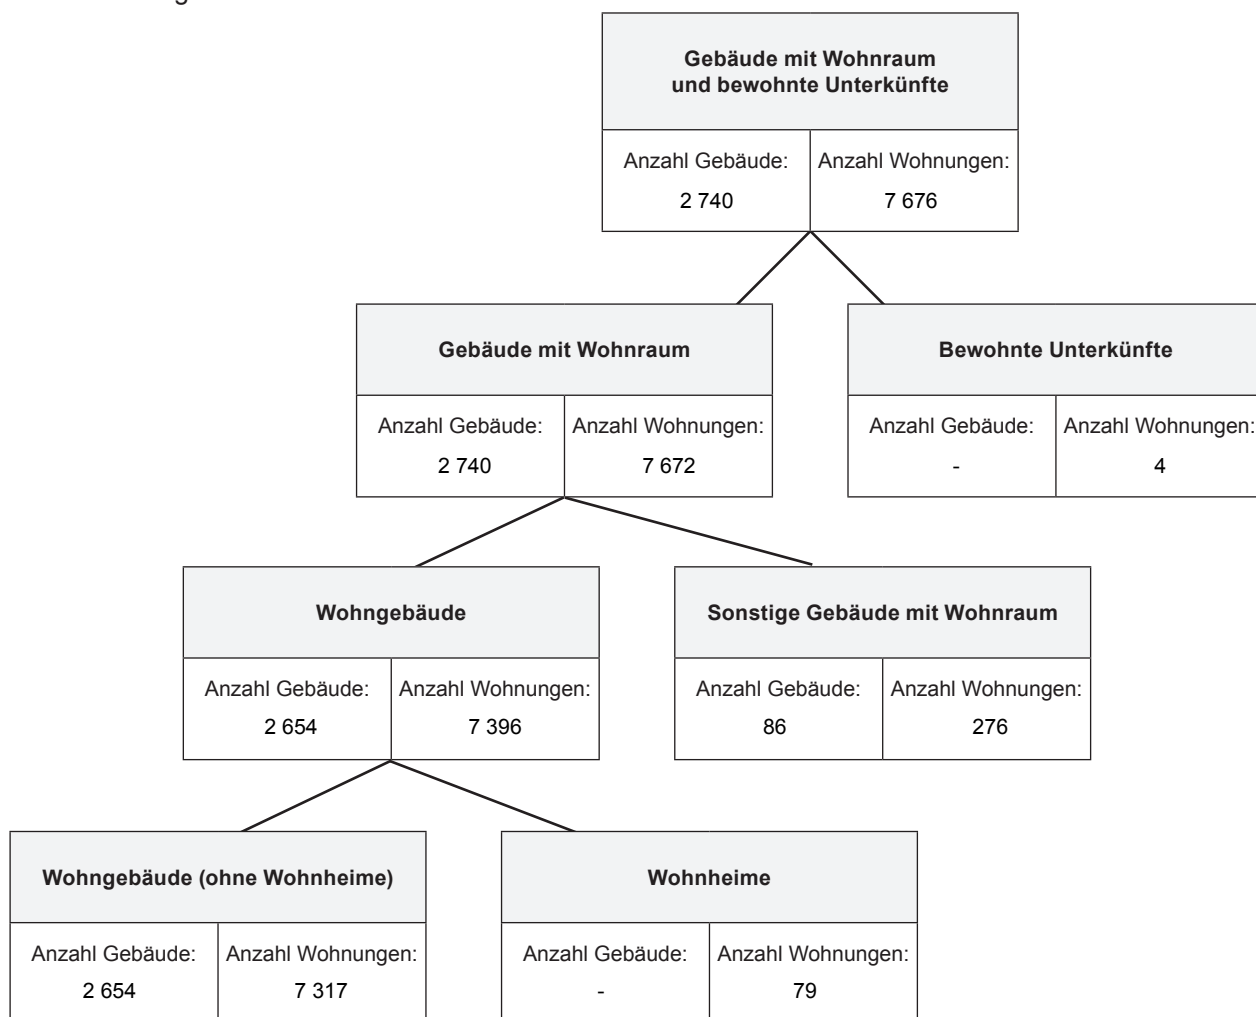 Gebäude mit Wohnraum
und bewohnte Unterkünfte
Anzahl Gebäude: Anzahl Wohnungen:
2 740 7 676
Gebäude mit Wohnraum Bewohnte Unterkünfte
Anzahl Gebäude: Anzahl Wohnungen: Anzahl Gebäude: Anzahl Wohnungen:
2 740 7 672 - 4
Wohngebäude Sonstige Gebäude mit Wohnraum
Anzahl Gebäude: Anzahl Wohnungen: Anzahl Gebäude: Anzahl Wohnungen:
2 654 7 396 86 276
Wohngebäude (ohne Wohnheime) Wohnheime
Anzahl Gebäude: Anzahl Wohnungen: Anzahl Gebäude: Anzahl Wohnungen:
2 654 7 317 - 79